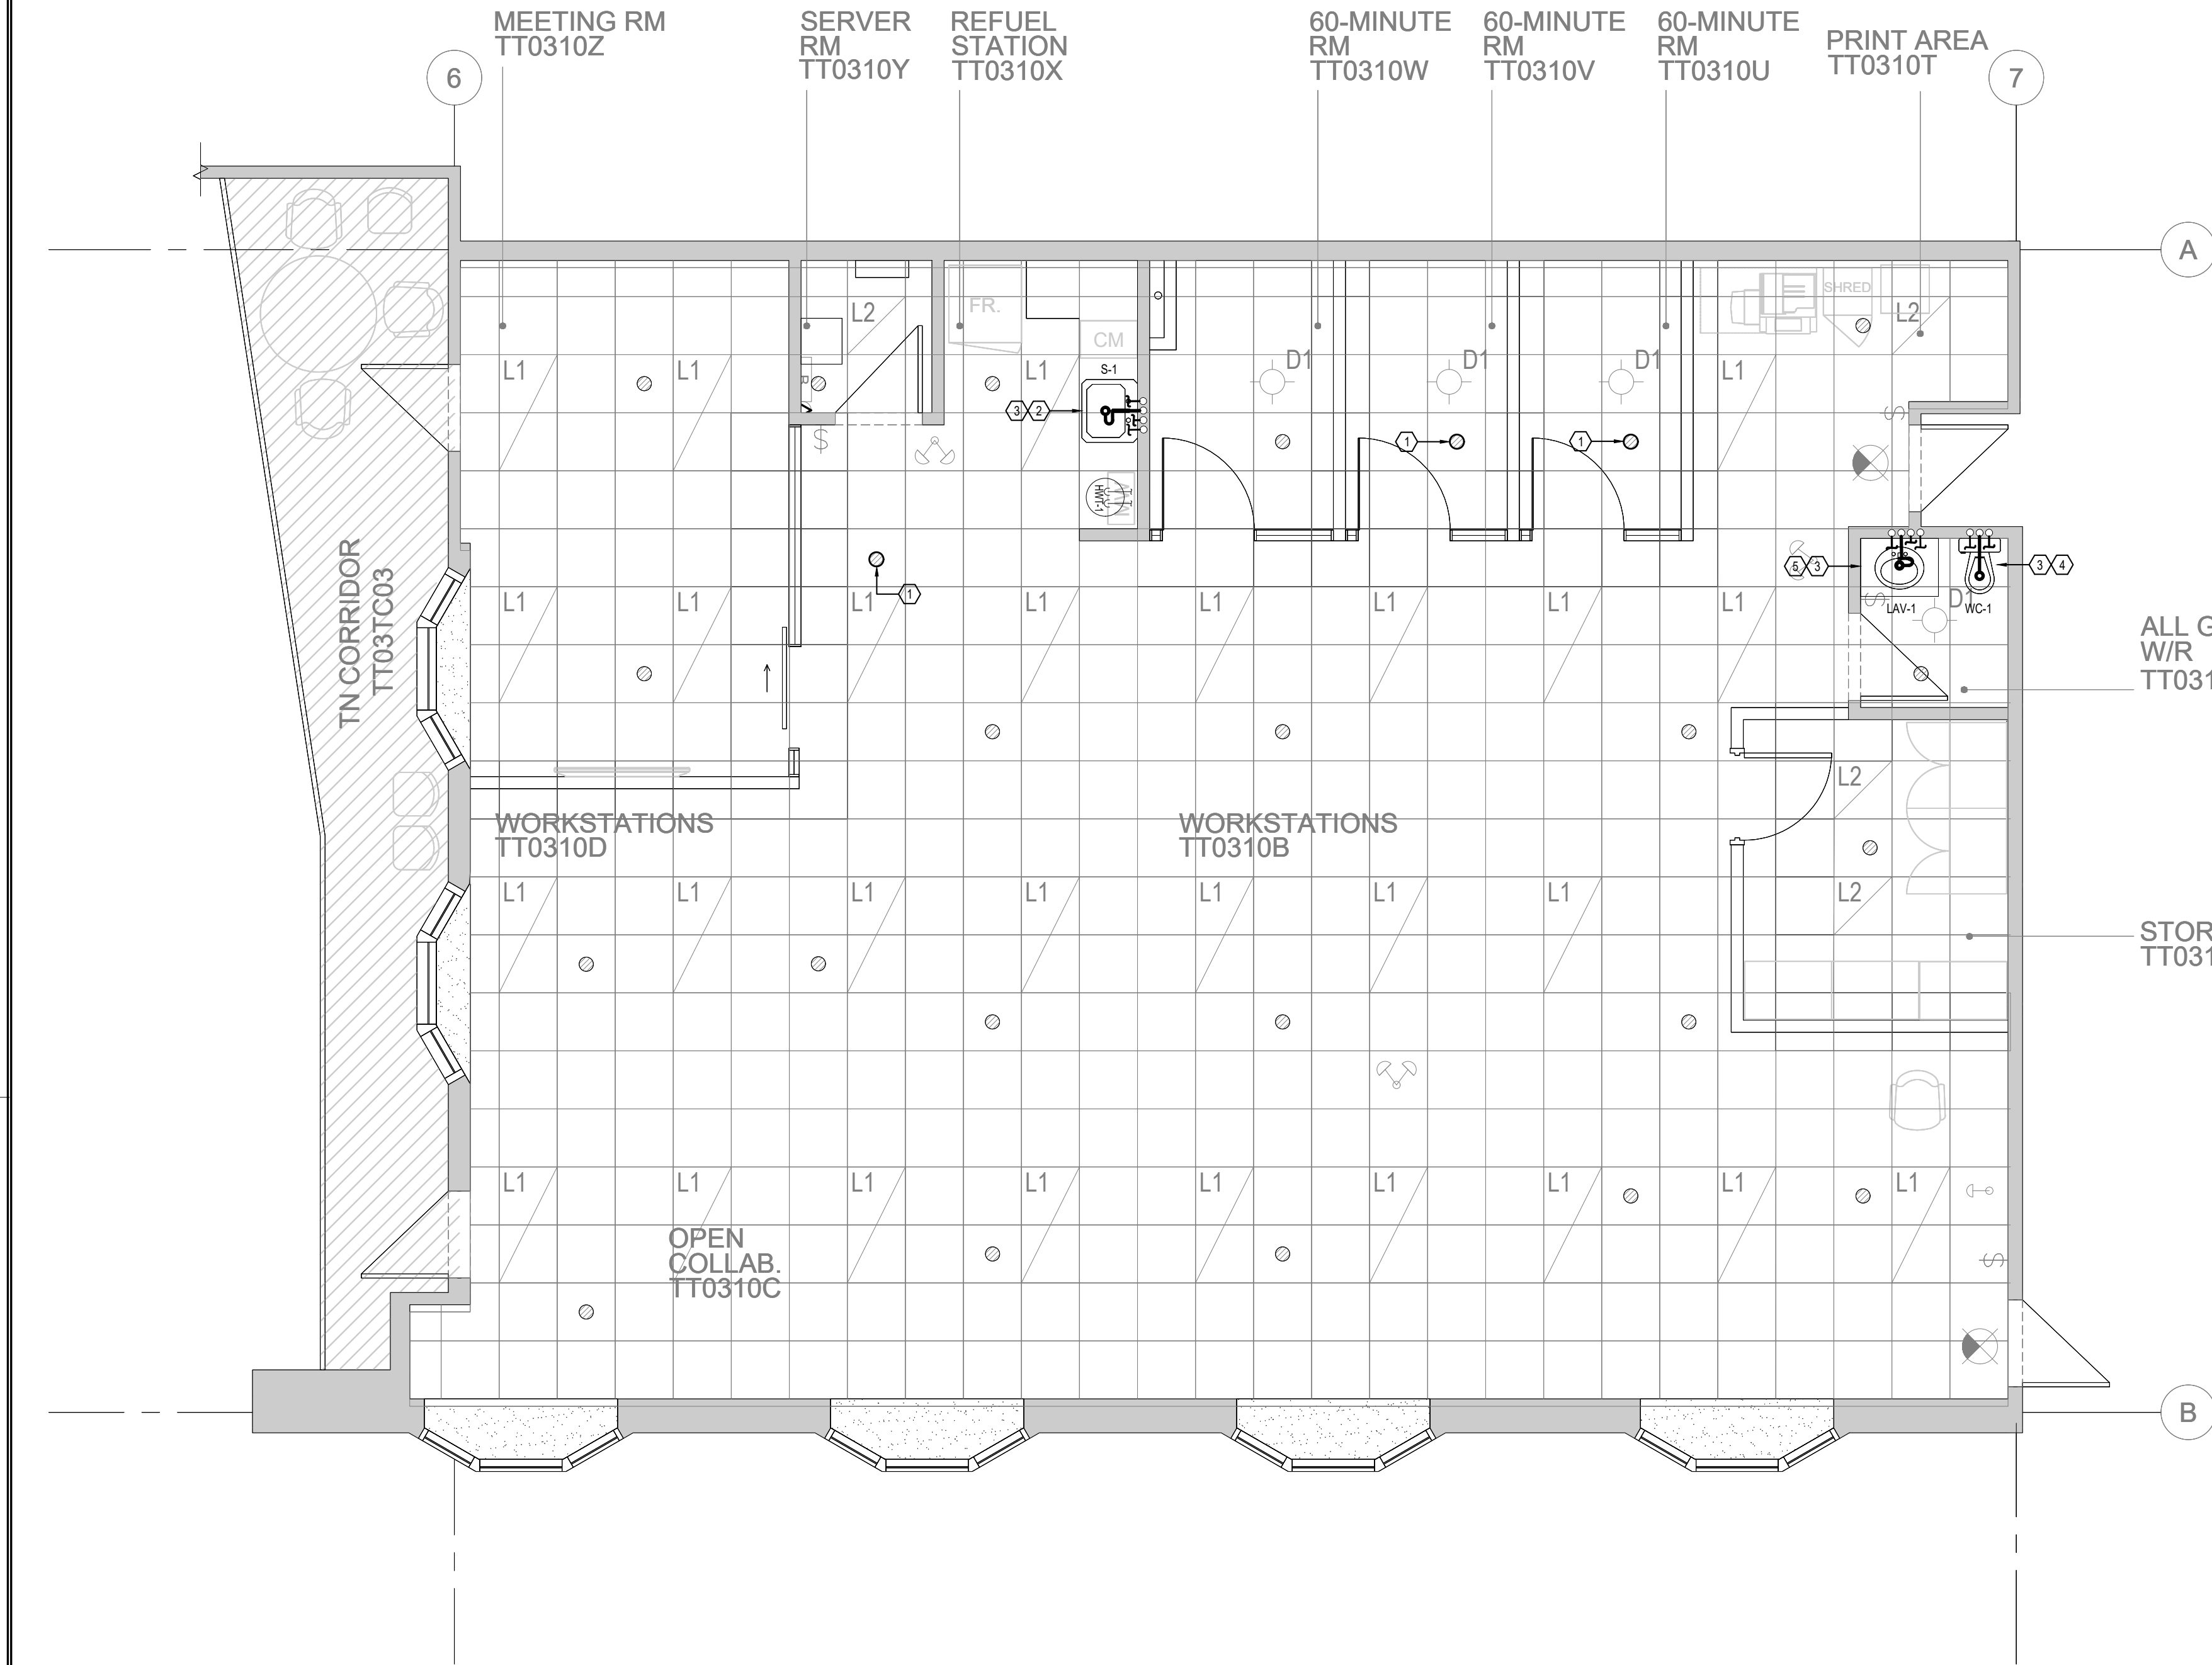 MEETING RM
TT0310Z
SERVER
RM
TT0310Y
REFUEL
STATION
TT0310X
60-MINUTE
RM
TT0310W
60-MINUTE
RM
TT0310V
60-MINUTE
RM
TT0310U
PRINT AREA
TT0310T
6
7
A
FR.
CM
SHRED
L2
L2
L1
L1
L1
D1
D1
D1
L1
S-1
3
2
1
1
HWT-1
TN CORRIDOR
TT03TC03
1
5
3
3
4
LAV-1
WC-1
D1
L1
L1
L1
L1
L1
L1
L1
L1
ALL G
W/R
TT031
L2
WORKSTATIONS
TT0310D
WORKSTATIONS
TT0310B
L1
L1
L1
L1
L1
L1
L1
L2
STOR
TT031
L1
L1
L1
L1
L1
L1
L1
L1
L1
OPEN
COLLAB.
TT0310C
B